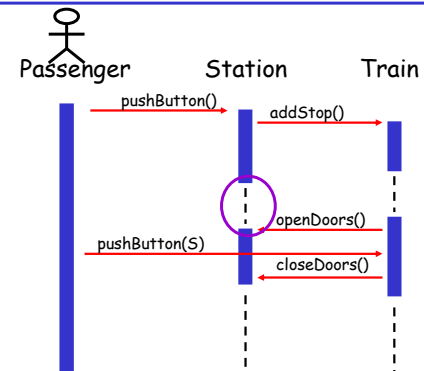 Passenger Station Train
pushButton()
addStop()
openDoors()
pushButton(S)
closeDoors()